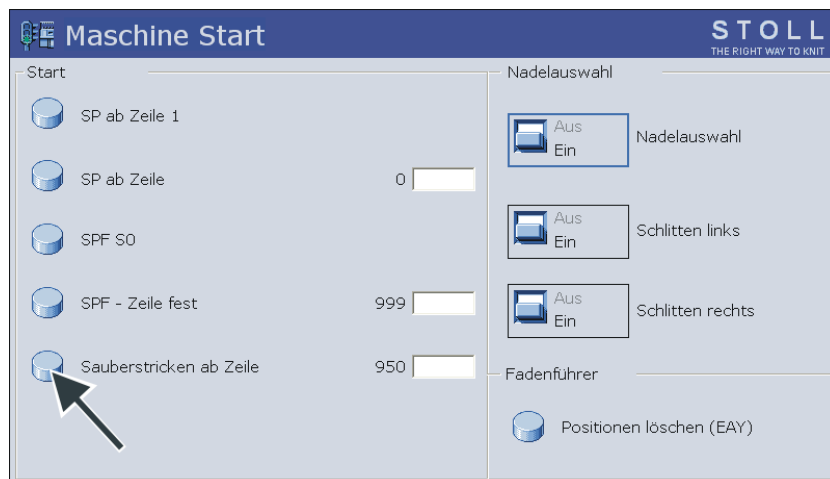 Maschine Start
STOLL
THE RIGHT WAY TO KNIT
Start
SP ab Zeile 1
SP ab Zeile 0
SPF S0
SPF - Zeile fest 999
Sauberstricken ab Zeile 950
Nadelauswahl
Aus
Ein
Nadelauswahl
Aus
Ein
Schlitten links
Aus
Ein
Schlitten rechts
Fadenführer
Positionen löschen (EAY)